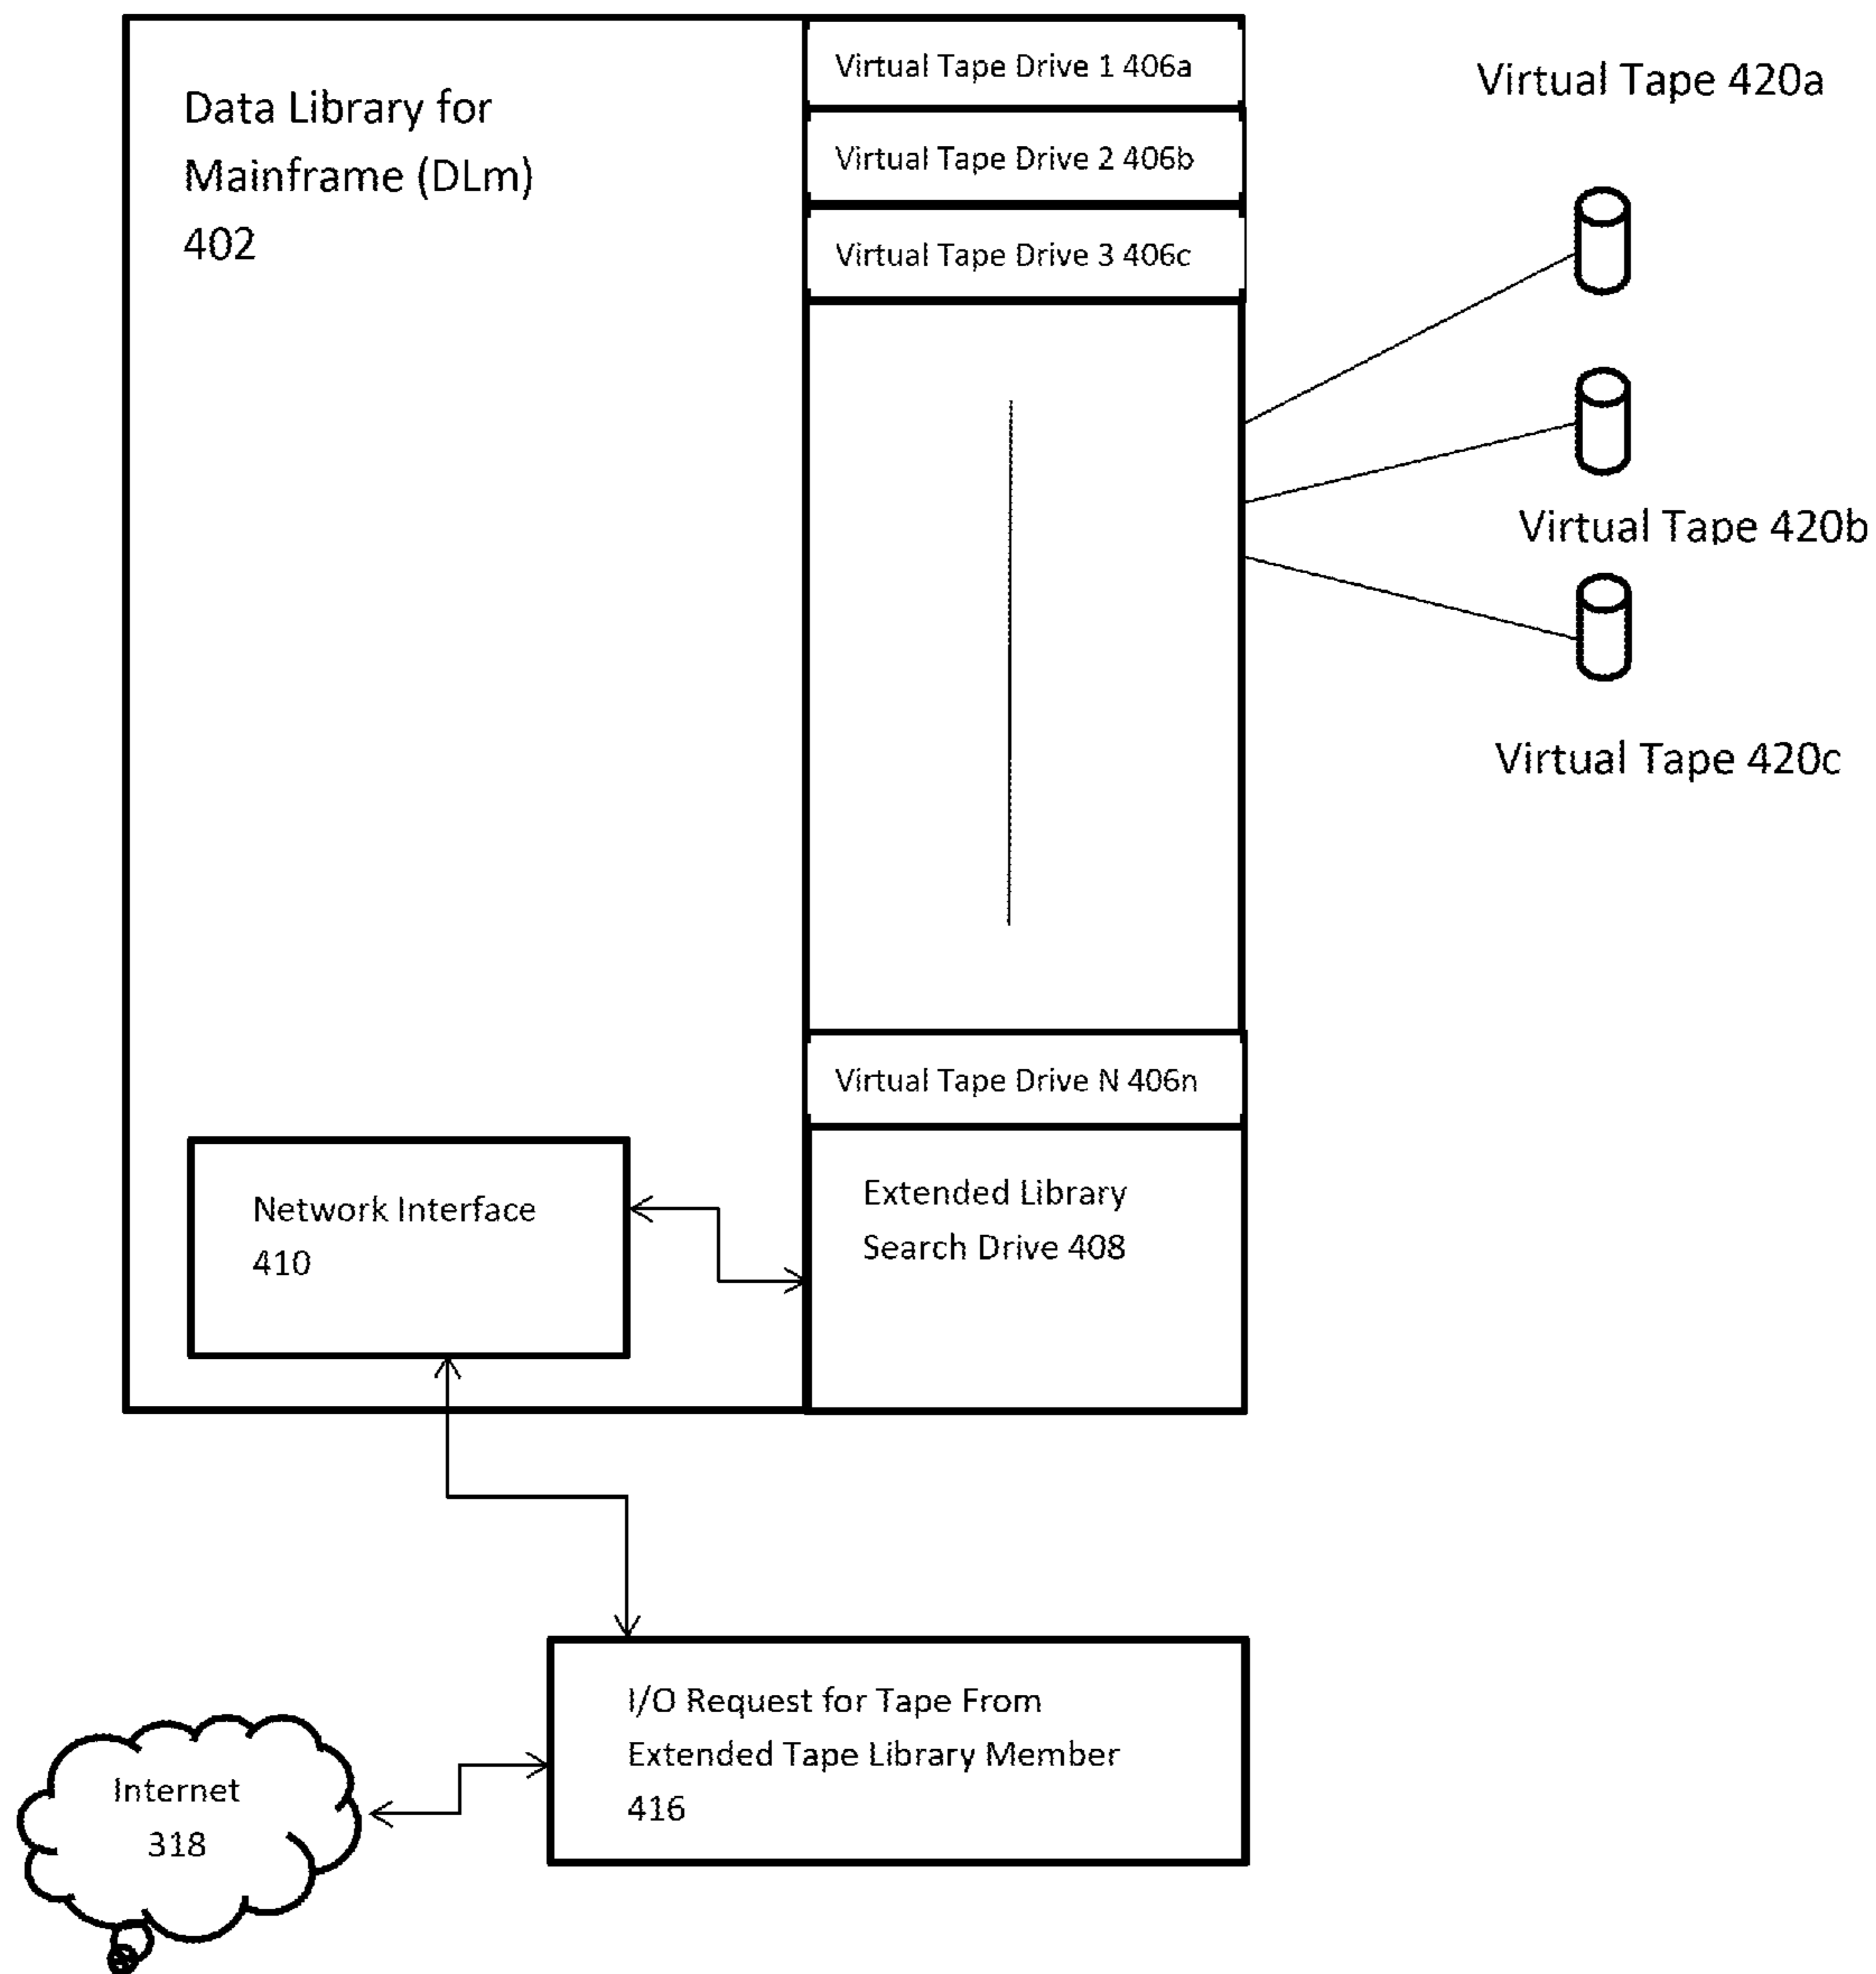 Data Library for
Mainframe (DLm)
402
Virtual Tape Drive 1 406a
Virtual Tape Drive 2 406b
Virtual Tape Drive 3 406c
Virtual Tape 420a
Virtual Tape 420b
Virtual Tape 420c
Virtual Tape Drive N 406n
Network Interface
410
Extended Library
Search Drive 408
I/O Request for Tape From
Extended Tape Library Member
416
Internet
318